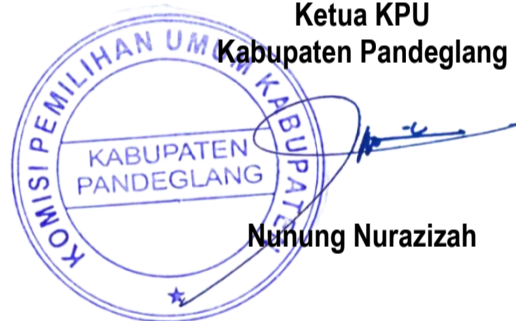 Ketua KPU
Kabupaten Pandeglang
KOMISI PEMILIHAN UMUM KABUPATEN
KABUPATEN
PANDEGLANG
Nunung Nurazizah